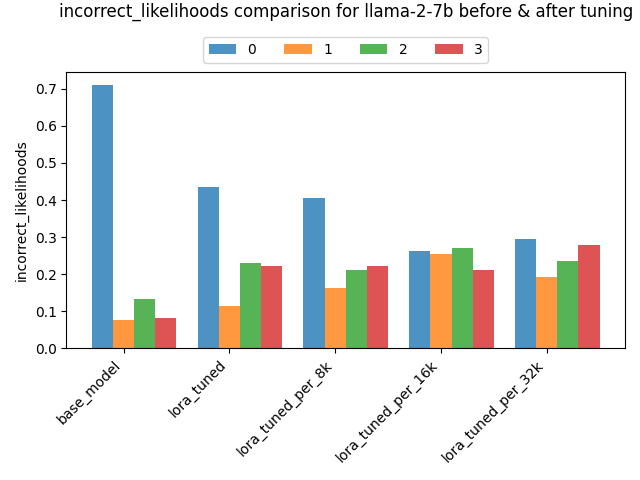 incorrect_likelihoods comparison for llama-2-7b before & after tuning
0 1 2 3
incorrect_likelihoods
0.7
0.6
0.5
0.4
0.3
0.2
0.1
0.0
base_model
lora_tuned
lora_tuned_per_8k
lora_tuned_per_16k
lora_tuned_per_32k